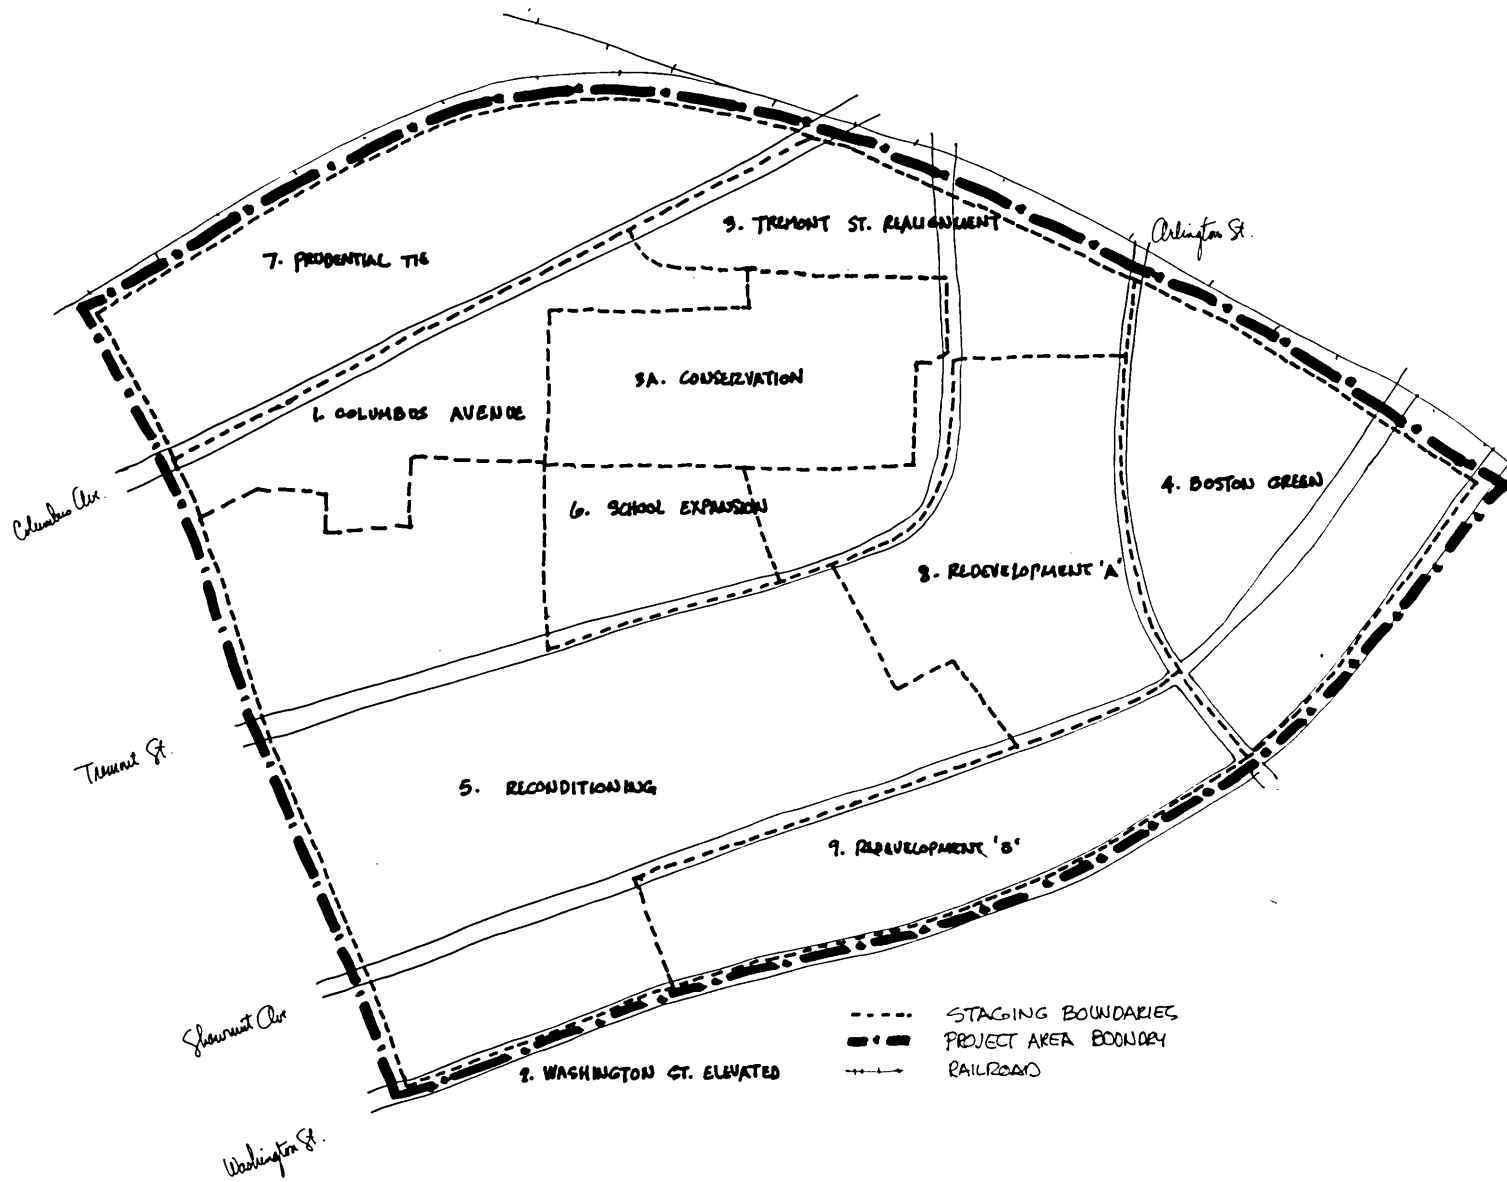 3. TREMONT ST. REALIGNMENT
Arlington St.
7. PRUDENTIAL TIE
3A. CONSERVATION
1. COLUMBUS AVENUE
4. BOSTON GREEN
Columbus Ave.
6. SCHOOL EXPANSION
8. REDEVELOPMENT 'A'
Tremont St.
5. RECONDITIONING
9. REDEVELOPMENT 'B'
Shawmut Ave
STAGING BOUNDARIES
PROJECT AREA BOUNDRY
RAILROAD
2. WASHINGTON ST. ELEVATED
Washington St.